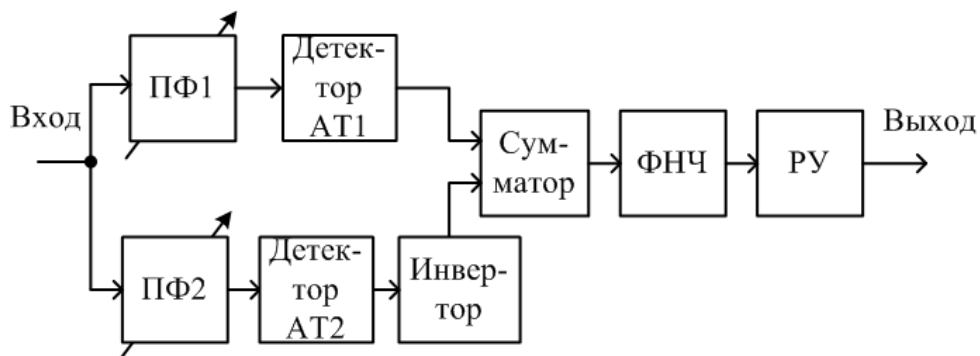 Вход
ПФ1
Детек-
тор
АТ1
Сум-
матор
ФНЧ
РУ
Выход
ПФ2
Детек-
тор
АТ2
Инвер-
тор